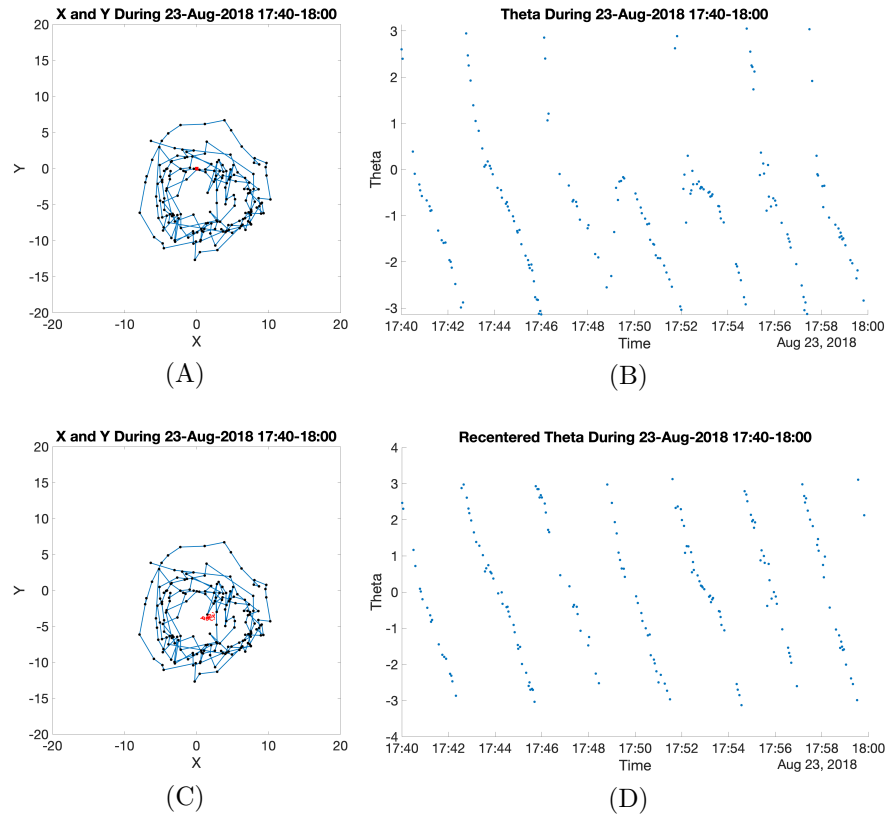 X and Y During 23-Aug-2018 17:40-18:00
20
15
10
5
0
-5
-10
-15
-20
Y
-20 -10 0 10 20
X
(A)
Theta During 23-Aug-2018 17:40-18:00
3
2
1
0
-1
-2
-3
Theta
17:40 17:42 17:44 17:46 17:48 17:50 17:52 17:54 17:56 17:58 18:00
Time
Aug 23, 2018
(B)
X and Y During 23-Aug-2018 17:40-18:00
20
15
10
5
0
-5
-10
-15
-20
Y
-20 -10 0 10 20
X
(C)
Recentered Theta During 23-Aug-2018 17:40-18:00
4
3
2
1
0
-1
-2
-3
-4
Theta
17:40 17:42 17:44 17:46 17:48 17:50 17:52 17:54 17:56 17:58 18:00
Time
Aug 23, 2018
(D)